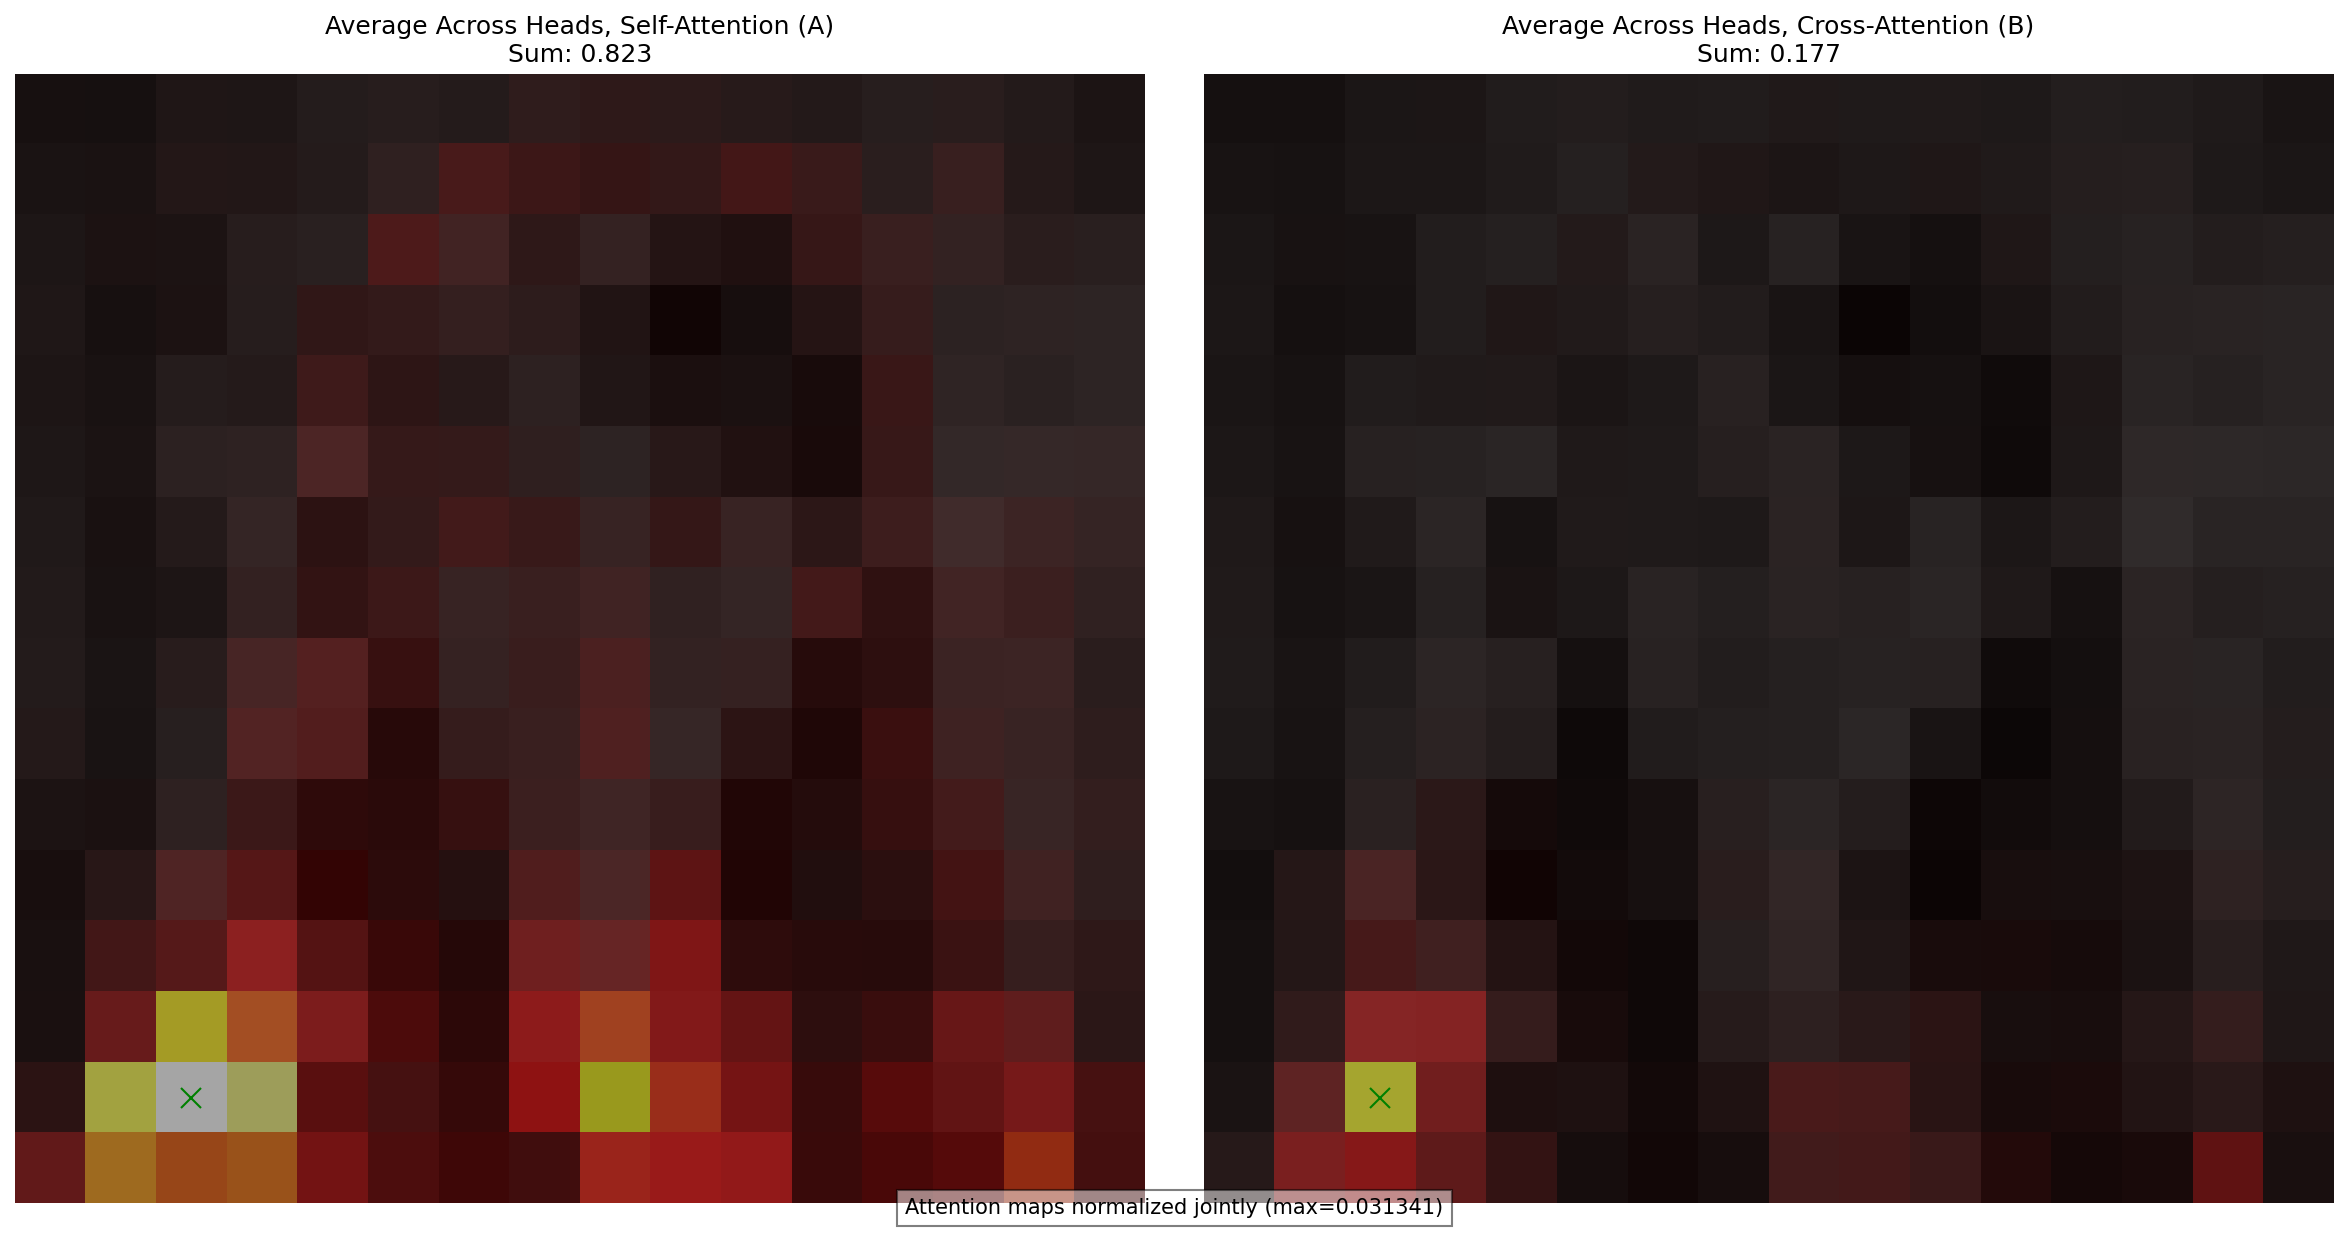 Average Across Heads, Self-Attention (A)
Sum: 0.823
Average Across Heads, Cross-Attention (B)
Sum: 0.177
Attention maps normalized jointly (max=0.031341)